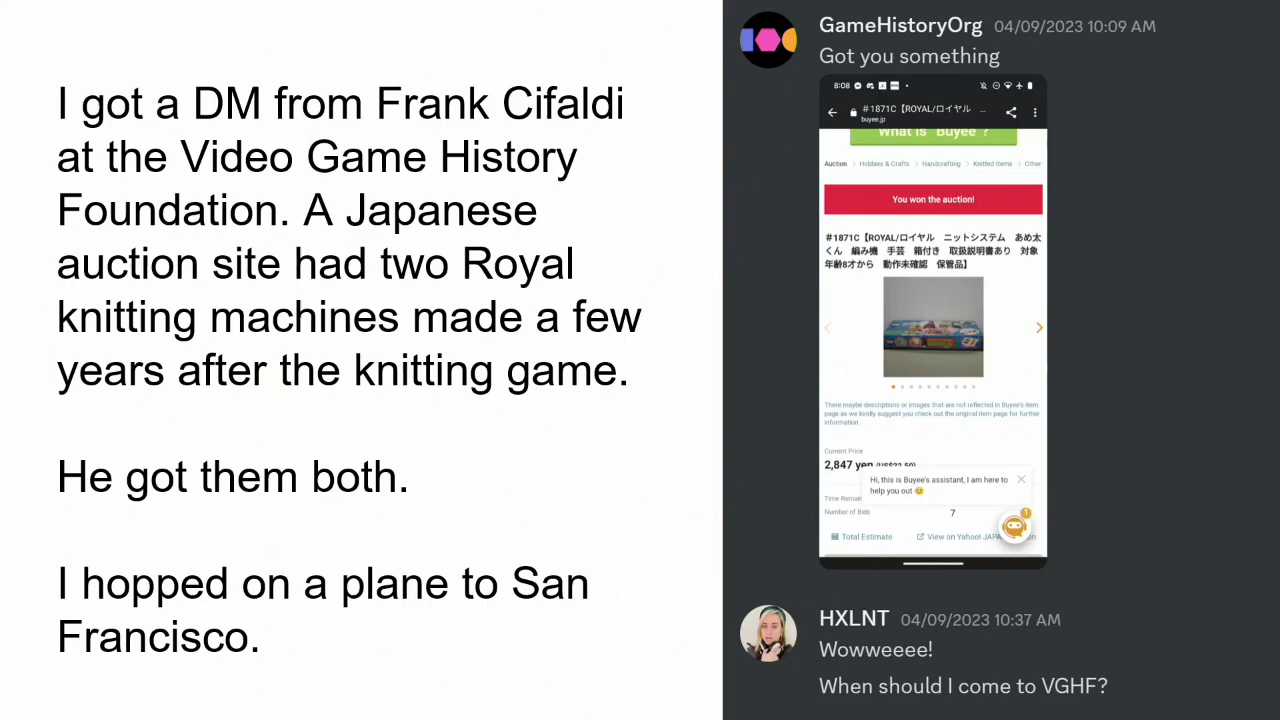 I got a DM from Frank Cifaldi
at the Video Game History
Foundation. A Japanese
auction site had two Royal
knitting machines made a few
years after the knitting game.
He got them both.
I hopped on a plane to San
Francisco.
GameHistoryOrg 04/09/2023 10:09 AM
Got you something
8:08
#1871C【ROYAL/ロイヤル ...
buyee.jp
What is "Buyee"?
Auction > Hobbies & Crafts > Handcrafting > Knitted Items > Other
You won the auction!
#1871C【ROYAL/ロイヤル ニットシステム あめ太
くん 編み機 手芸 箱付き 取扱説明書あり 対象
年齢8才から 動作未確認 保管品】
There maybe descriptions or images that are not reflected in Buyee's item
page as we kindly suggest you check out the original item page for further
information.
Current Price
2,847 yen (US$22.50)
Hi, this is Buyee's assistant, I am here to
help you out 😊
Time Remai
Number of Bids 7
1
Total Estimate View on Yahoo! JAPA
HXLNT 04/09/2023 10:37 AM
Wowweeee!
When should I come to VGHF?